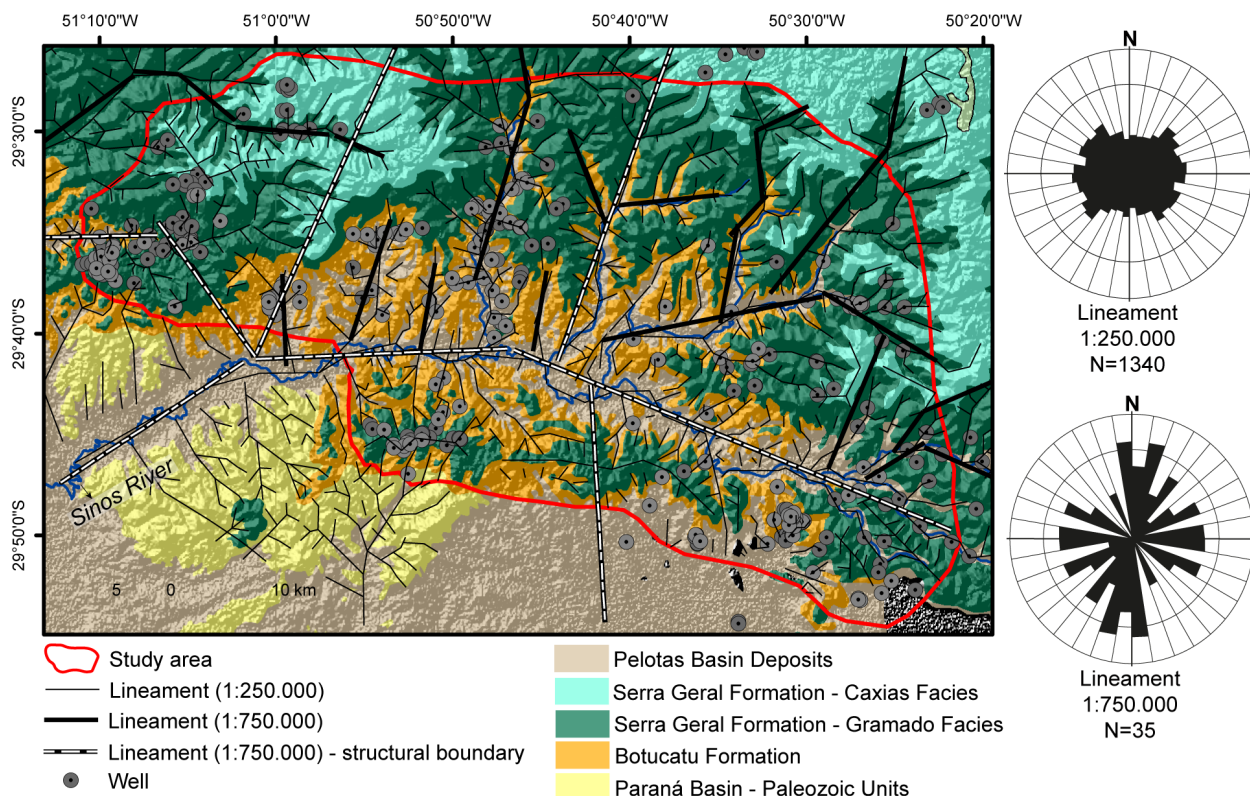 51°10'0"W 51°00'0"W 50°50'0"W 50°40'0"W 50°30'0"W 50°20'0"W
29°30'0"S
29°40'0"S
29°50'0"S
Sinos River
5 0 10 km
N
Lineament
1:250.000
N=1340
N
Lineament
1:750.000
N=35
Study area
Lineament (1:250.000)
Lineament (1:750.000)
Lineament (1:750.000) - structural boundary
Well
Pelotas Basin Deposits
Serra Geral Formation - Caxias Facies
Serra Geral Formation - Gramado Facies
Botucatu Formation
Paraná Basin - Paleozoic Units